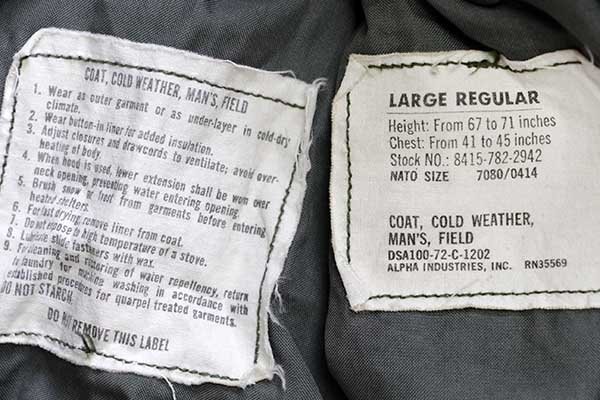 COAT, COLD WEATHER, MAN'S, FIELD
1. Wear as outer garment or as under-layer in cold-dry
climate.
2. Wear button-in liner for added insulation.
3. Adjust closures and drawcords to ventilate; avoid over-
heating of body.
4. When hood is used, lower extension shall be worn over
neck opening, preventing water entering opening.
5. Brush snow or frost from garments before entering
heated shelters.
6. For fast drying, remove liner from coat.
7. Do not expose to high temperature of a stove.
8. Lubricate slide fasteners with wax.
9. For cleaning and restoring of water repellency, return
to laundry for machine washing in accordance with
established procedures for quarpel treated garments.
DO NOT STARCH
DO NOT REMOVE THIS LABEL
LARGE REGULAR
Height: From 67 to 71 inches
Chest: From 41 to 45 inches
Stock NO.: 8415-782-2942
NATO SIZE 7080/0414
COAT, COLD WEATHER,
MAN'S, FIELD
DSA100-72-C-1202
ALPHA INDUSTRIES, INC. RN35569